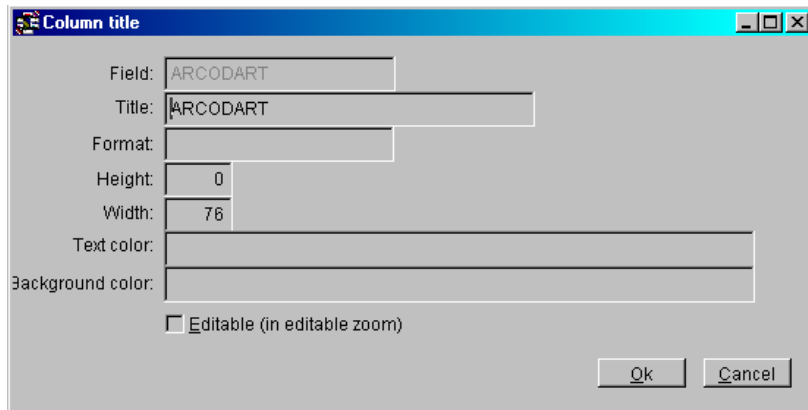 Column title
Field: ARCODART
Title: ARCODART
Format:
Height: 0
Width: 76
Text color:
Background color:
Editable (in editable zoom)
Ok Cancel